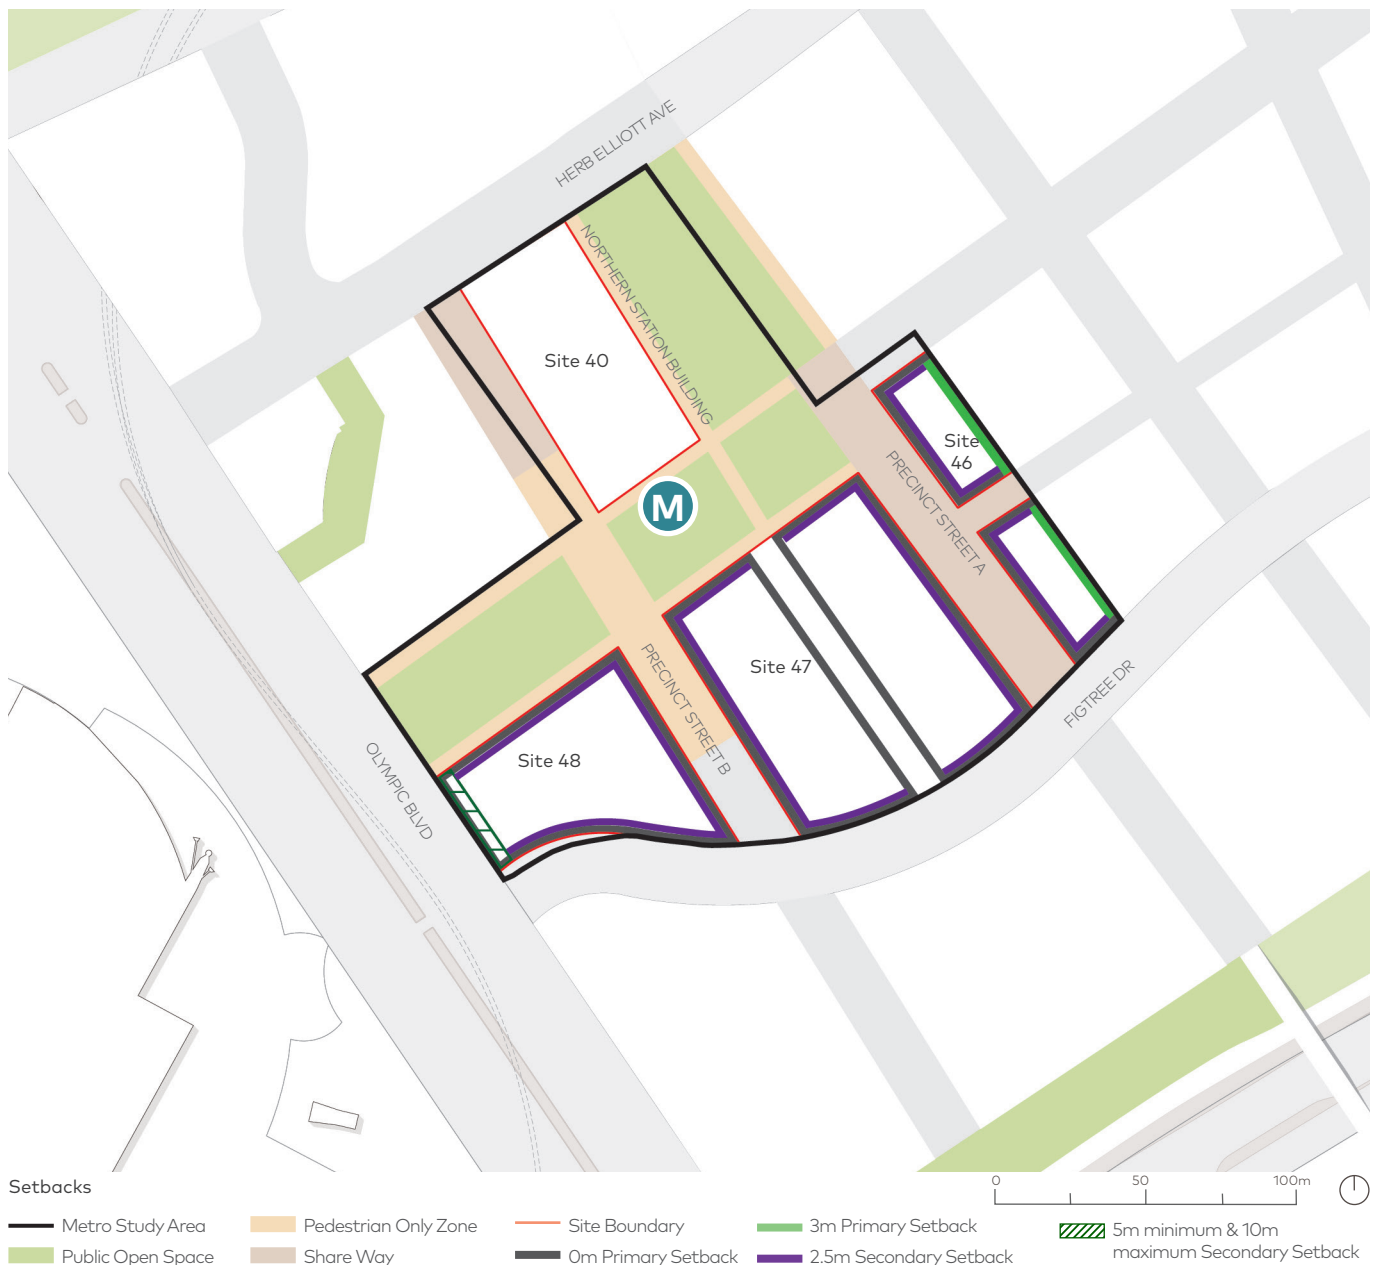 HERB ELLIOTT AVE
NORTHERN STATION BUILDING
Site 40
Site
46
M
PRECINCT STREET A
PRECINCT STREET B
Site 47
FIGTREE DR
Site 48
OLYMPIC BLVD
Setbacks
0 50 100m
Metro Study Area
Pedestrian Only Zone
Site Boundary
3m Primary Setback
5m minimum & 10m
maximum Secondary Setback
Public Open Space
Share Way
0m Primary Setback
2.5m Secondary Setback